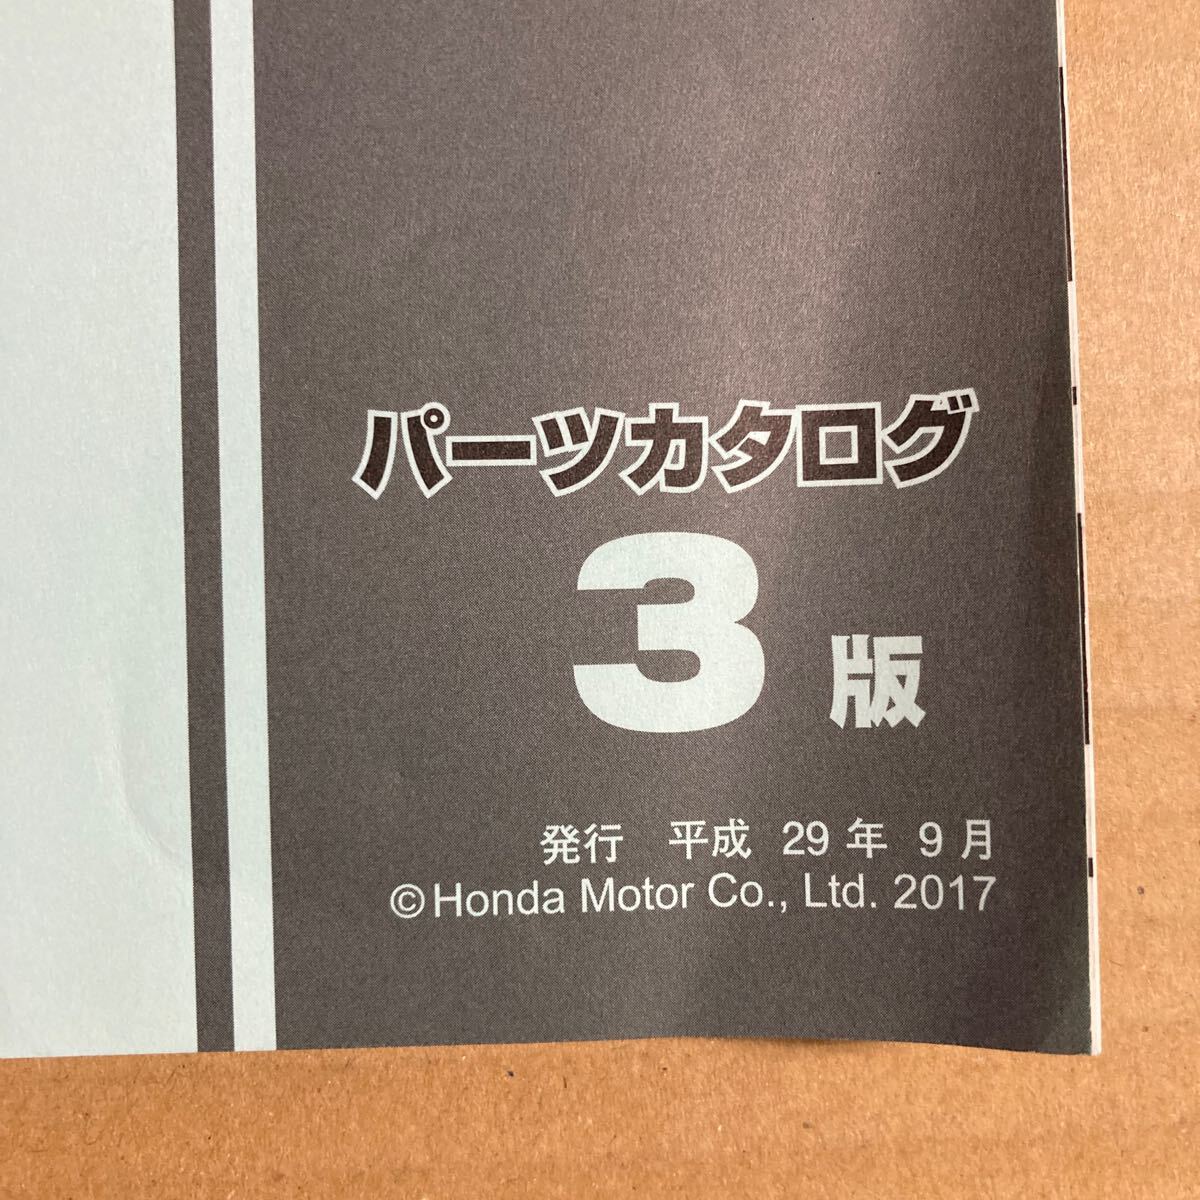 パーツカタログ
3版
発行 平成 29 年 9 月
©Honda Motor Co., Ltd. 2017